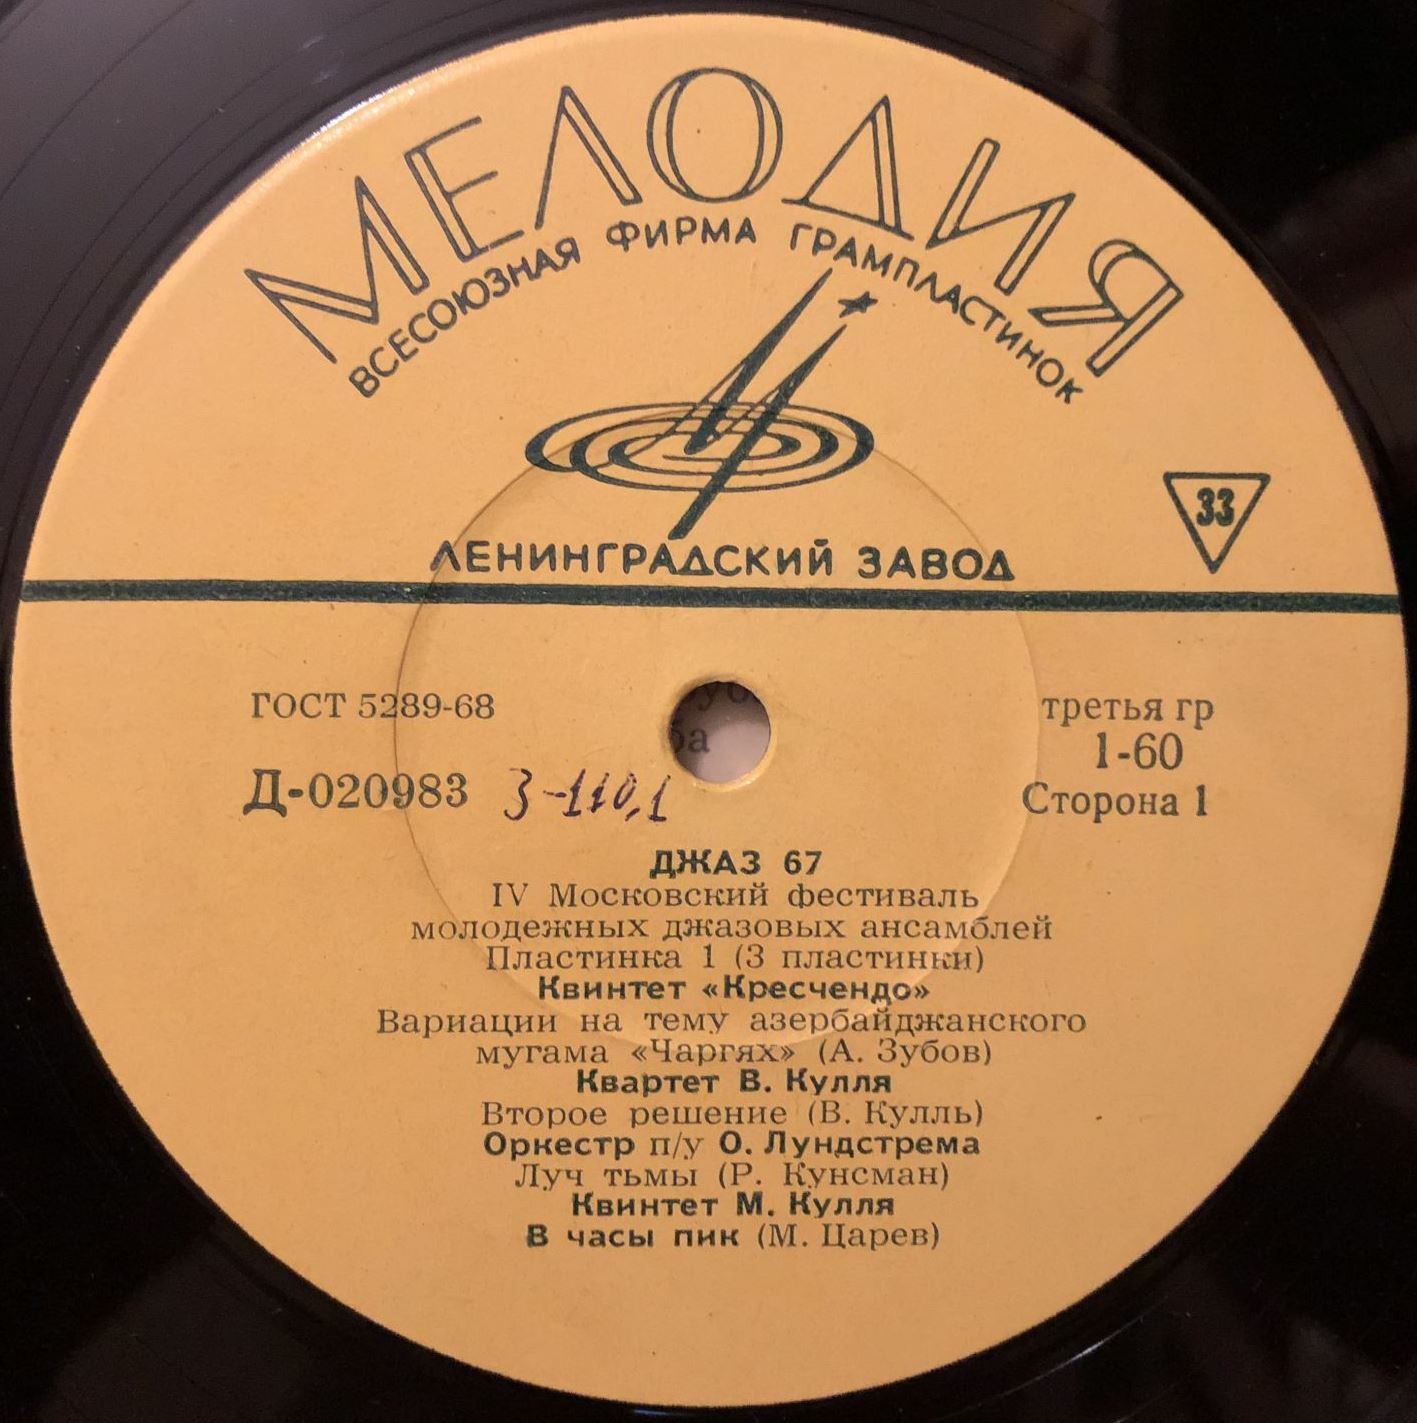 МЕЛОДИЯ
ВСЕСОЮЗНАЯ ФИРМА ГРАМПЛАСТИНОК
ЛЕНИНГРАДСКИЙ ЗАВОД
33
ГОСТ 5289-68
третья гр
1-60
Д-020983
3-110,1
Сторона 1
ДЖАЗ 67
IV Московский фестиваль
молодежных джазовых ансамблей
Пластинка 1 (3 пластинки)
Квинтет «Кресчендо»
Вариации на тему азербайджанского
мугама «Чаргях» (А. Зубов)
Квартет В. Кулля
Второе решение (В. Кулль)
Оркестр п/у О. Лундстрема
Луч тьмы (Р. Кунсман)
Квинтет М. Кулля
В часы пик (М. Царев)